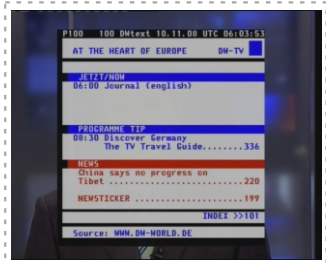 P100 100 DWtext 10.11.08 UTC 06:03:53
AT THE HEART OF EUROPE DW-TV
JETZT/NOW
06:00 Journal (english)
PROGRAMME TIP
08:30 Discover Germany
The TV Travel Guide........336
NEWS
China says no progress on
Tibet ....................220
NEWSTICKER ...............199
INDEX >>101
Source: WWW.DW-WORLD.DE